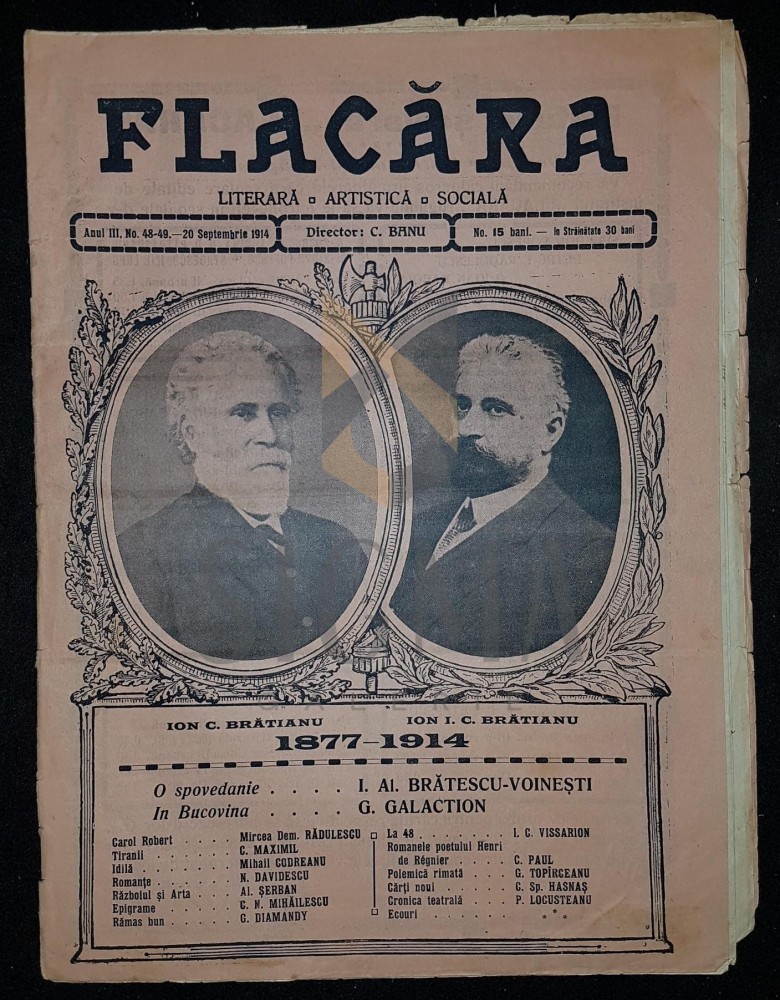 FLACĂRA
LITERARĂ ▫ ARTISTICĂ ▫ SOCIALĂ
Anul III, No. 48-49.—20 Septembrie 1914
Director: C. BANU
No. 15 bani. — In Străinătate 30 bani
ION C. BRĂTIANU
ION I. C. BRĂTIANU
1877-1914
O spovedanie . . . . I. Al. BRĂTESCU-VOINEȘTI
In Bucovina . . . . G. GALACTION
Carol Robert . . . . Mircea Dem. RĂDULESCU
Tiranii . . . . . . C. MAXIMIL
Idilă . . . . . . . Mihail CODREANU
Romanțe . . . . . . N. DAVIDESCU
Războiul și Arta . . . Al. ȘERBAN
Epigrame . . . . . C. N. MIHĂILESCU
Rămas bun . . . . . G. DIAMANDY
La 48 . . . . . . . I. C. VISSARION
Romanele poetului Henri
de Régnier . . . . C. PAUL
Polemică rimată . . . G. TOPÎRCEANU
Cărți noui . . . . . C. Sp. HASNAȘ
Cronica teatrală . . . P. LOCUSTEANU
Ecouri . . . . . . * * *